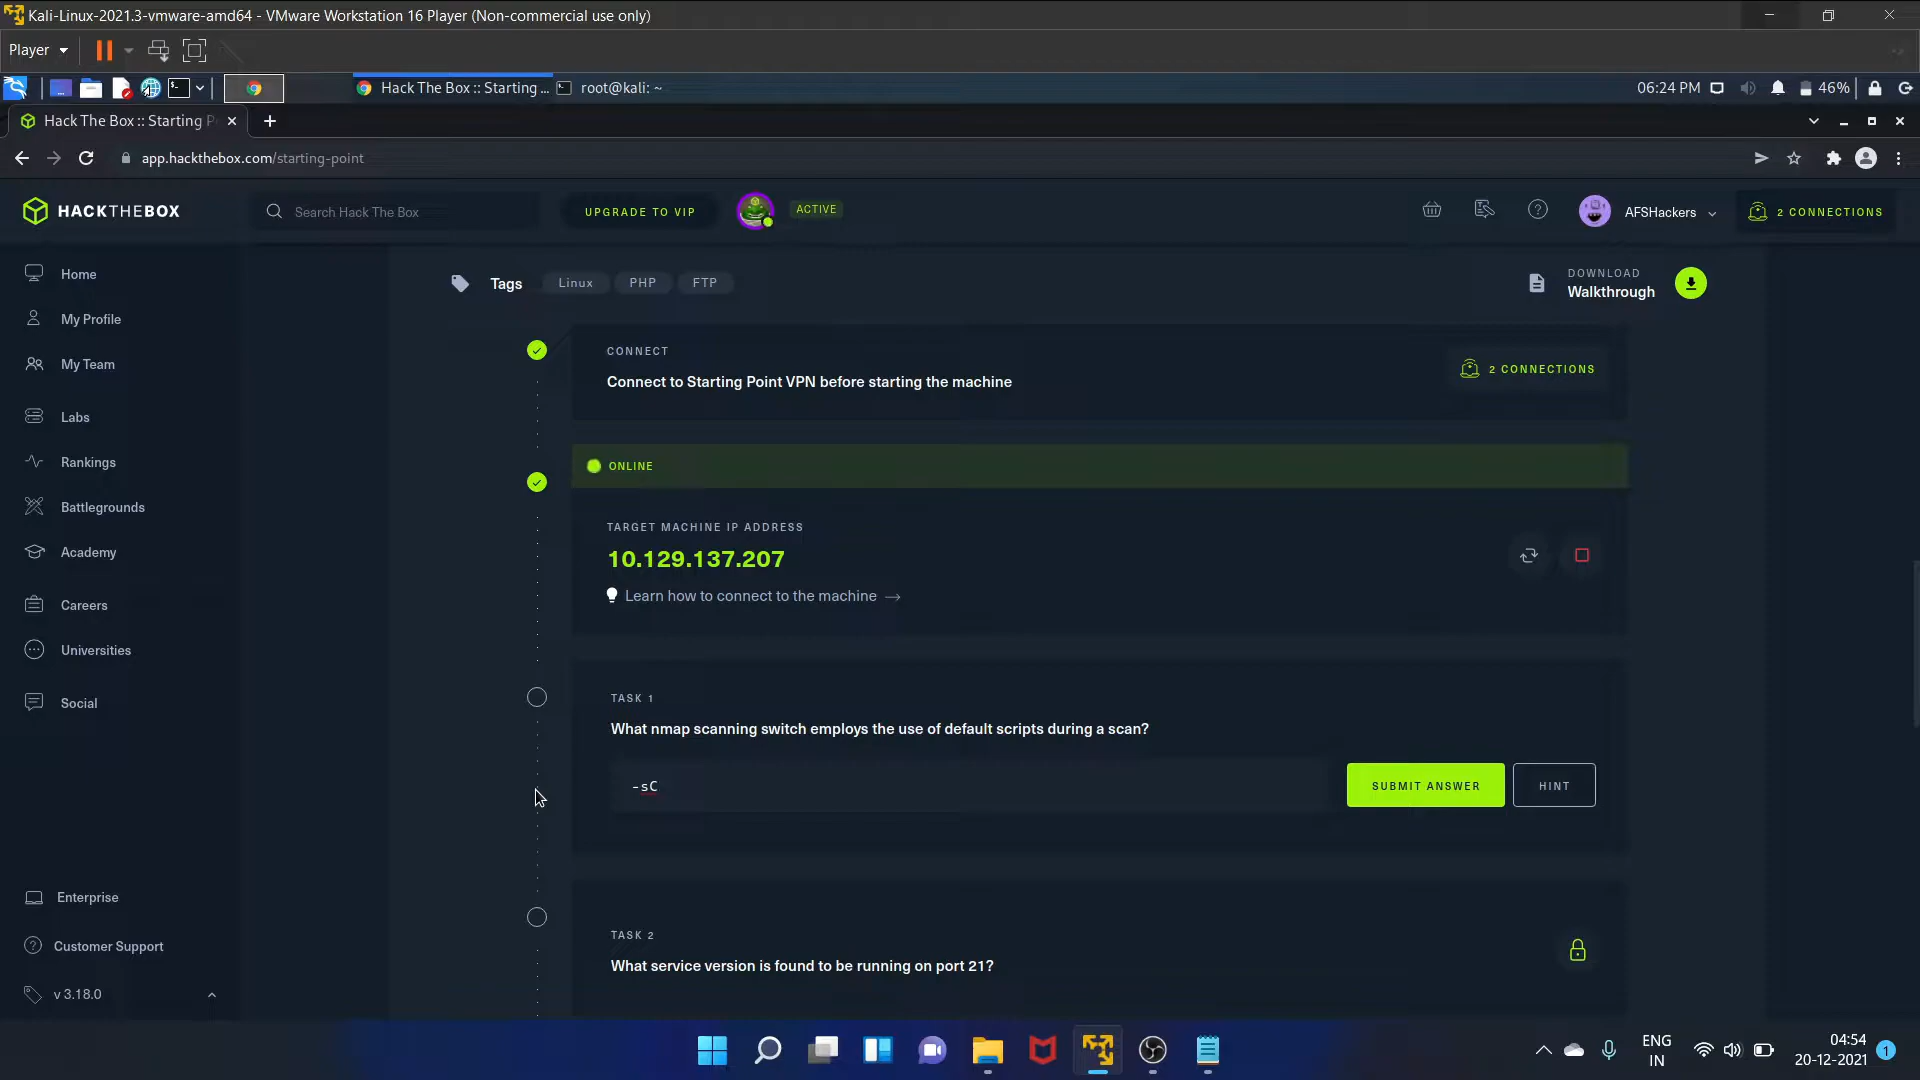 Kali-Linux-2021.3-vmware-amd64 - VMware Workstation 16 Player (Non-commercial use only)
Player
Hack The Box :: Starting ...
root@kali: ~
06:24 PM
46%
Hack The Box :: Starting P
app.hackthebox.com/starting-point
HACKTHEBOX
Search Hack The Box
UPGRADE TO VIP
ACTIVE
AFSHackers
2 CONNECTIONS
Home
My Profile
My Team
Labs
Rankings
Battlegrounds
Academy
Careers
Universities
Social
Enterprise
Customer Support
v 3.18.0
Tags
Linux
PHP
FTP
DOWNLOAD
Walkthrough
CONNECT
Connect to Starting Point VPN before starting the machine
2 CONNECTIONS
ONLINE
TARGET MACHINE IP ADDRESS
10.129.137.207
Learn how to connect to the machine
TASK 1
What nmap scanning switch employs the use of default scripts during a scan?
-sC
SUBMIT ANSWER
HINT
TASK 2
What service version is found to be running on port 21?
ENG
IN
04:54
20-12-2021
1